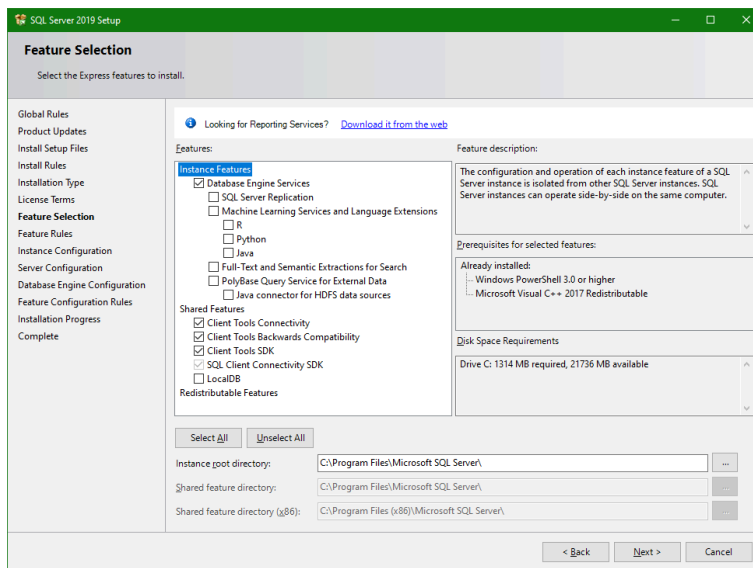 SQL Server 2019 Setup
Feature Selection
Select the Express features to install.
Global Rules
Product Updates
Install Setup Files
Install Rules
Installation Type
License Terms
Feature Selection
Feature Rules
Instance Configuration
Server Configuration
Database Engine Configuration
Feature Configuration Rules
Installation Progress
Complete
Looking for Reporting Services? Download it from the web
Features:
Instance Features
Database Engine Services
SQL Server Replication
Machine Learning Services and Language Extensions
R
Python
Java
Full-Text and Semantic Extractions for Search
PolyBase Query Service for External Data
Java connector for HDFS data sources
Shared Features
Client Tools Connectivity
Client Tools Backwards Compatibility
Client Tools SDK
SQL Client Connectivity SDK
LocalDB
Redistributable Features
Feature description:
The configuration and operation of each instance feature of a SQL
Server instance is isolated from other SQL Server instances. SQL
Server instances can operate side-by-side on the same computer.
Prerequisites for selected features:
Already installed:
Windows PowerShell 3.0 or higher
Microsoft Visual C++ 2017 Redistributable
Disk Space Requirements
Drive C: 1314 MB required, 21736 MB available
Select All
Unselect All
Instance root directory: C:\Program Files\Microsoft SQL Server\ ...
Shared feature directory: C:\Program Files\Microsoft SQL Server\ ...
Shared feature directory (x86): C:\Program Files (x86)\Microsoft SQL Server\ ...
< Back
Next >
Cancel